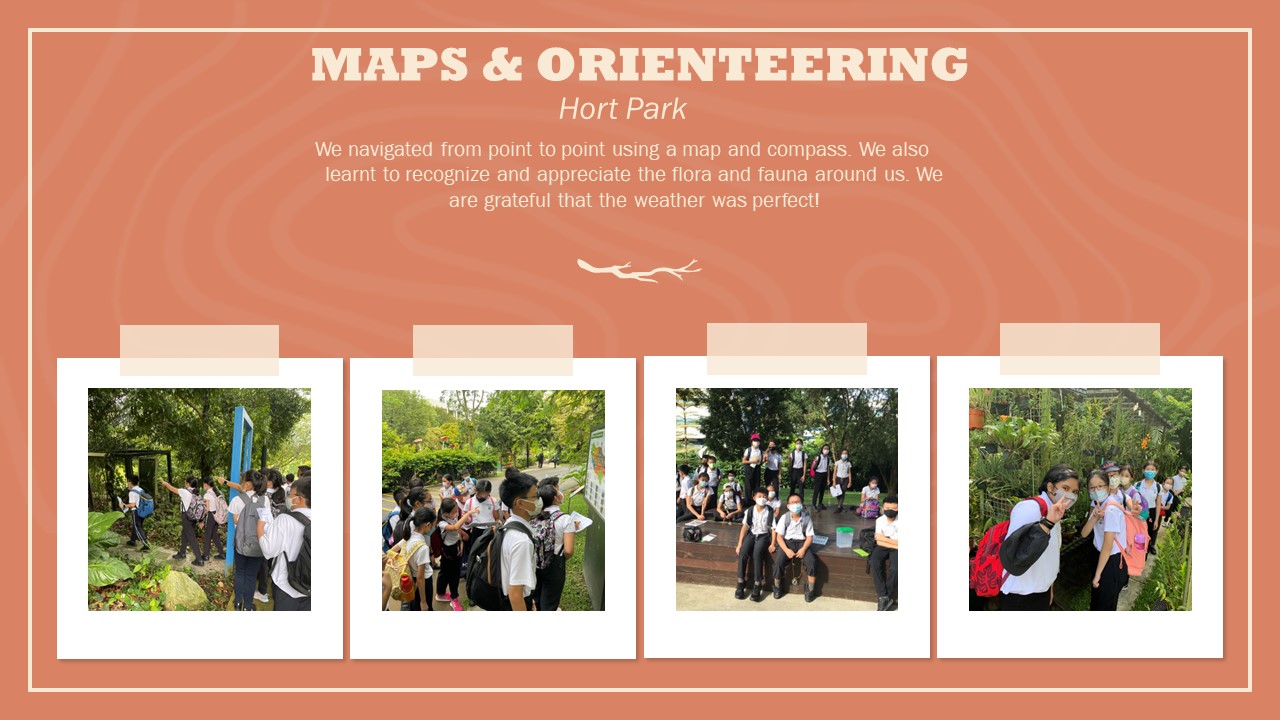 MAPS & ORIENTEERING
Hort Park
We navigated from point to point using a map and compass. We also
learnt to recognize and appreciate the flora and fauna around us. We
are grateful that the weather was perfect!